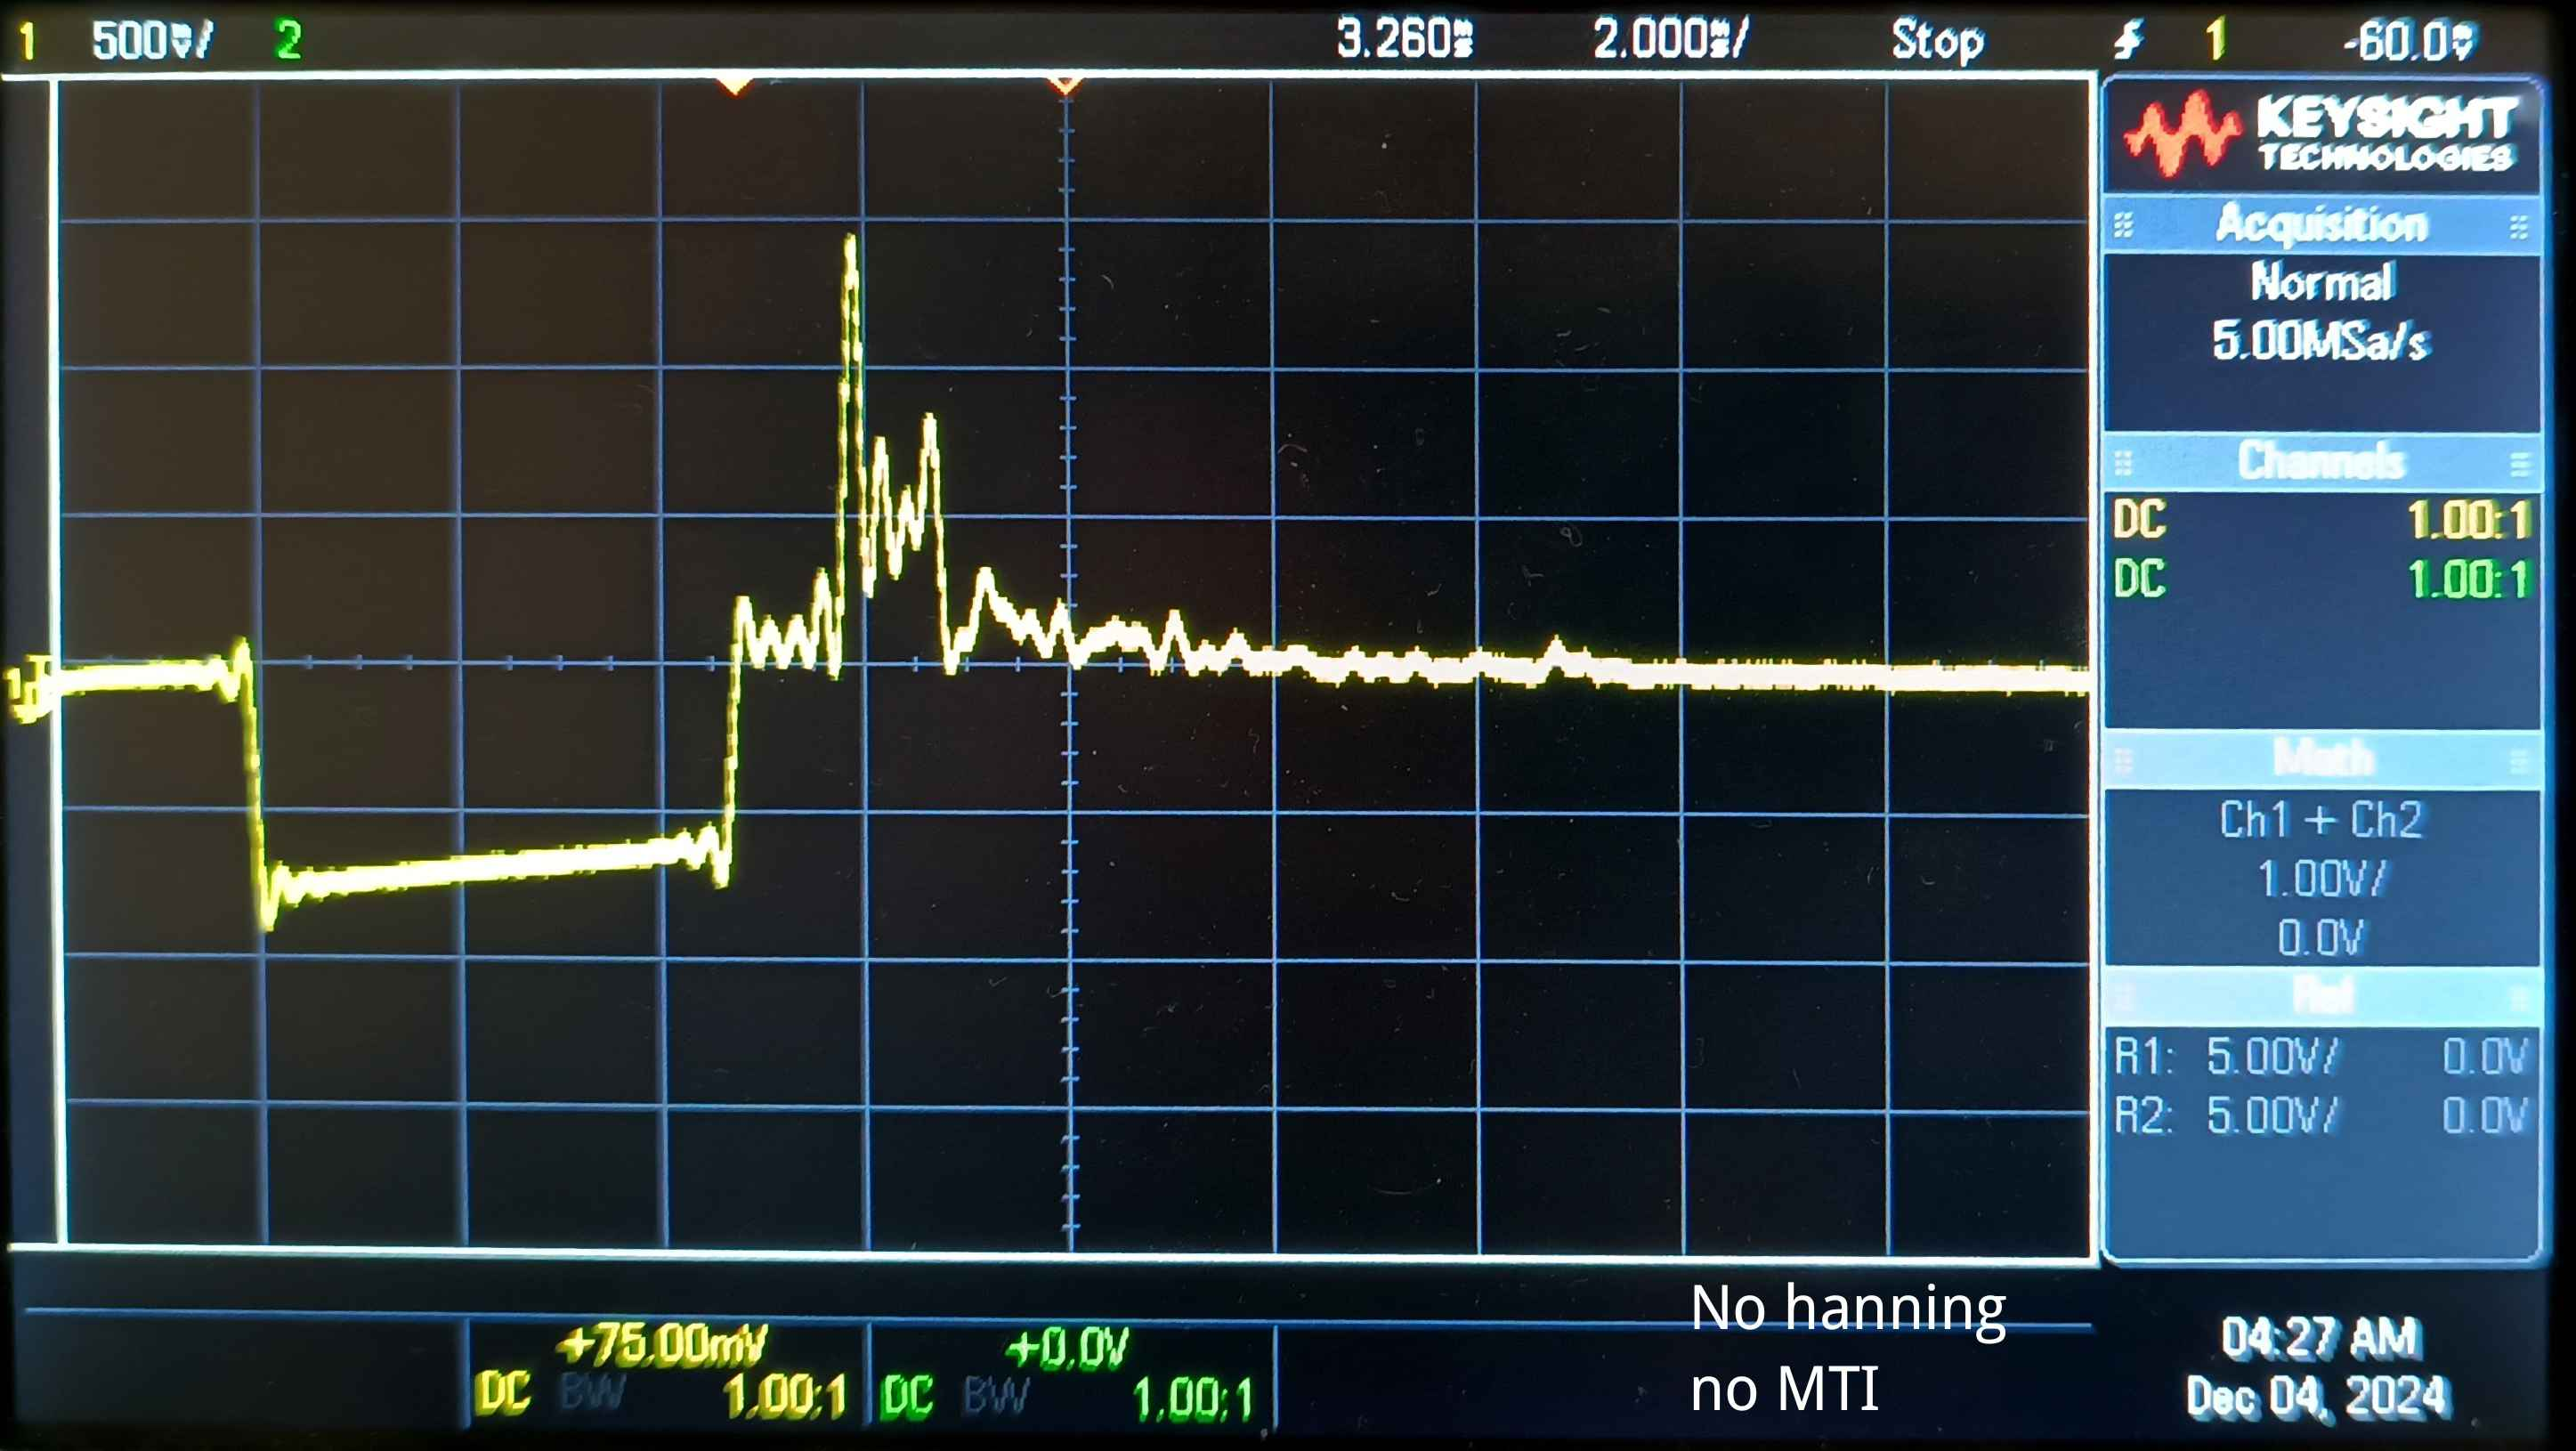 1 500mV/ 2 3.260ms 2.000ms/ Stop 1 -60.0mV
KEYSIGHT
TECHNOLOGIES
Acquisition
Normal
5.00MSa/s
Channels
DC 1.00:1
DC 1.00:1
Math
Ch1 + Ch2
1.00V/
0.0V
Ref
R1: 5.00V/ 0.0V
R2: 5.00V/ 0.0V
+75.00mV
DC BW 1.00:1
+0.0V
DC BW 1.00:1
No hanning
no MTI
04:27 AM
Dec 04, 2024